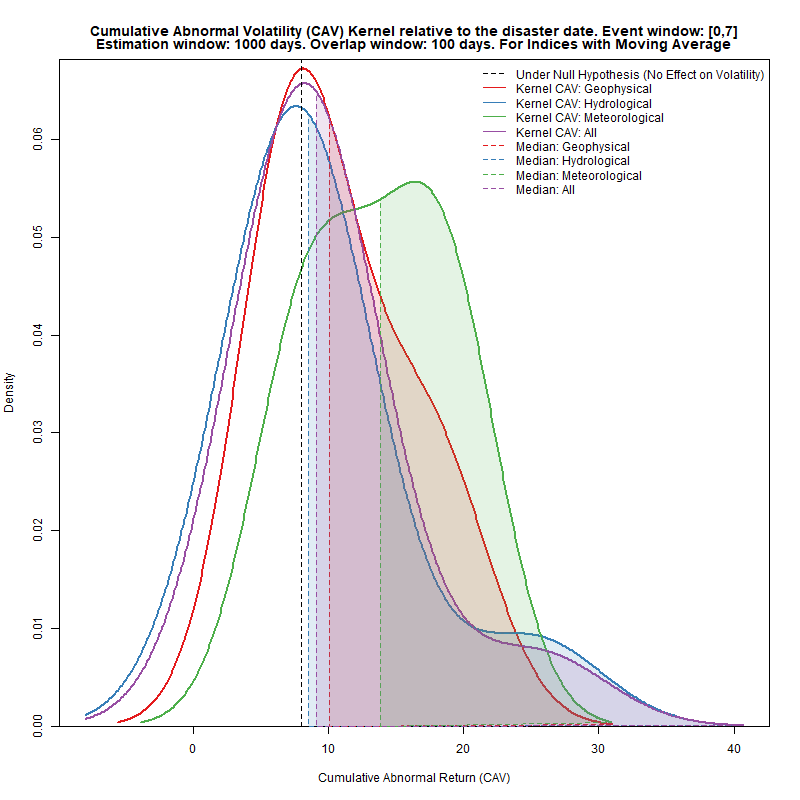 Cumulative Abnormal Volatility (CAV) Kernel relative to the disaster date. Event window: [0,7]
Estimation window: 1000 days. Overlap window: 100 days. For Indices with Moving Average
Under Null Hypothesis (No Effect on Volatility)
Kernel CAV: Geophysical
Kernel CAV: Hydrological
Kernel CAV: Meteorological
Kernel CAV: All
Median: Geophysical
Median: Hydrological
Median: Meteorological
Median: All
Density
0.06
0.05
0.04
0.03
0.02
0.01
0.00
0 10 20 30 40
Cumulative Abnormal Return (CAV)